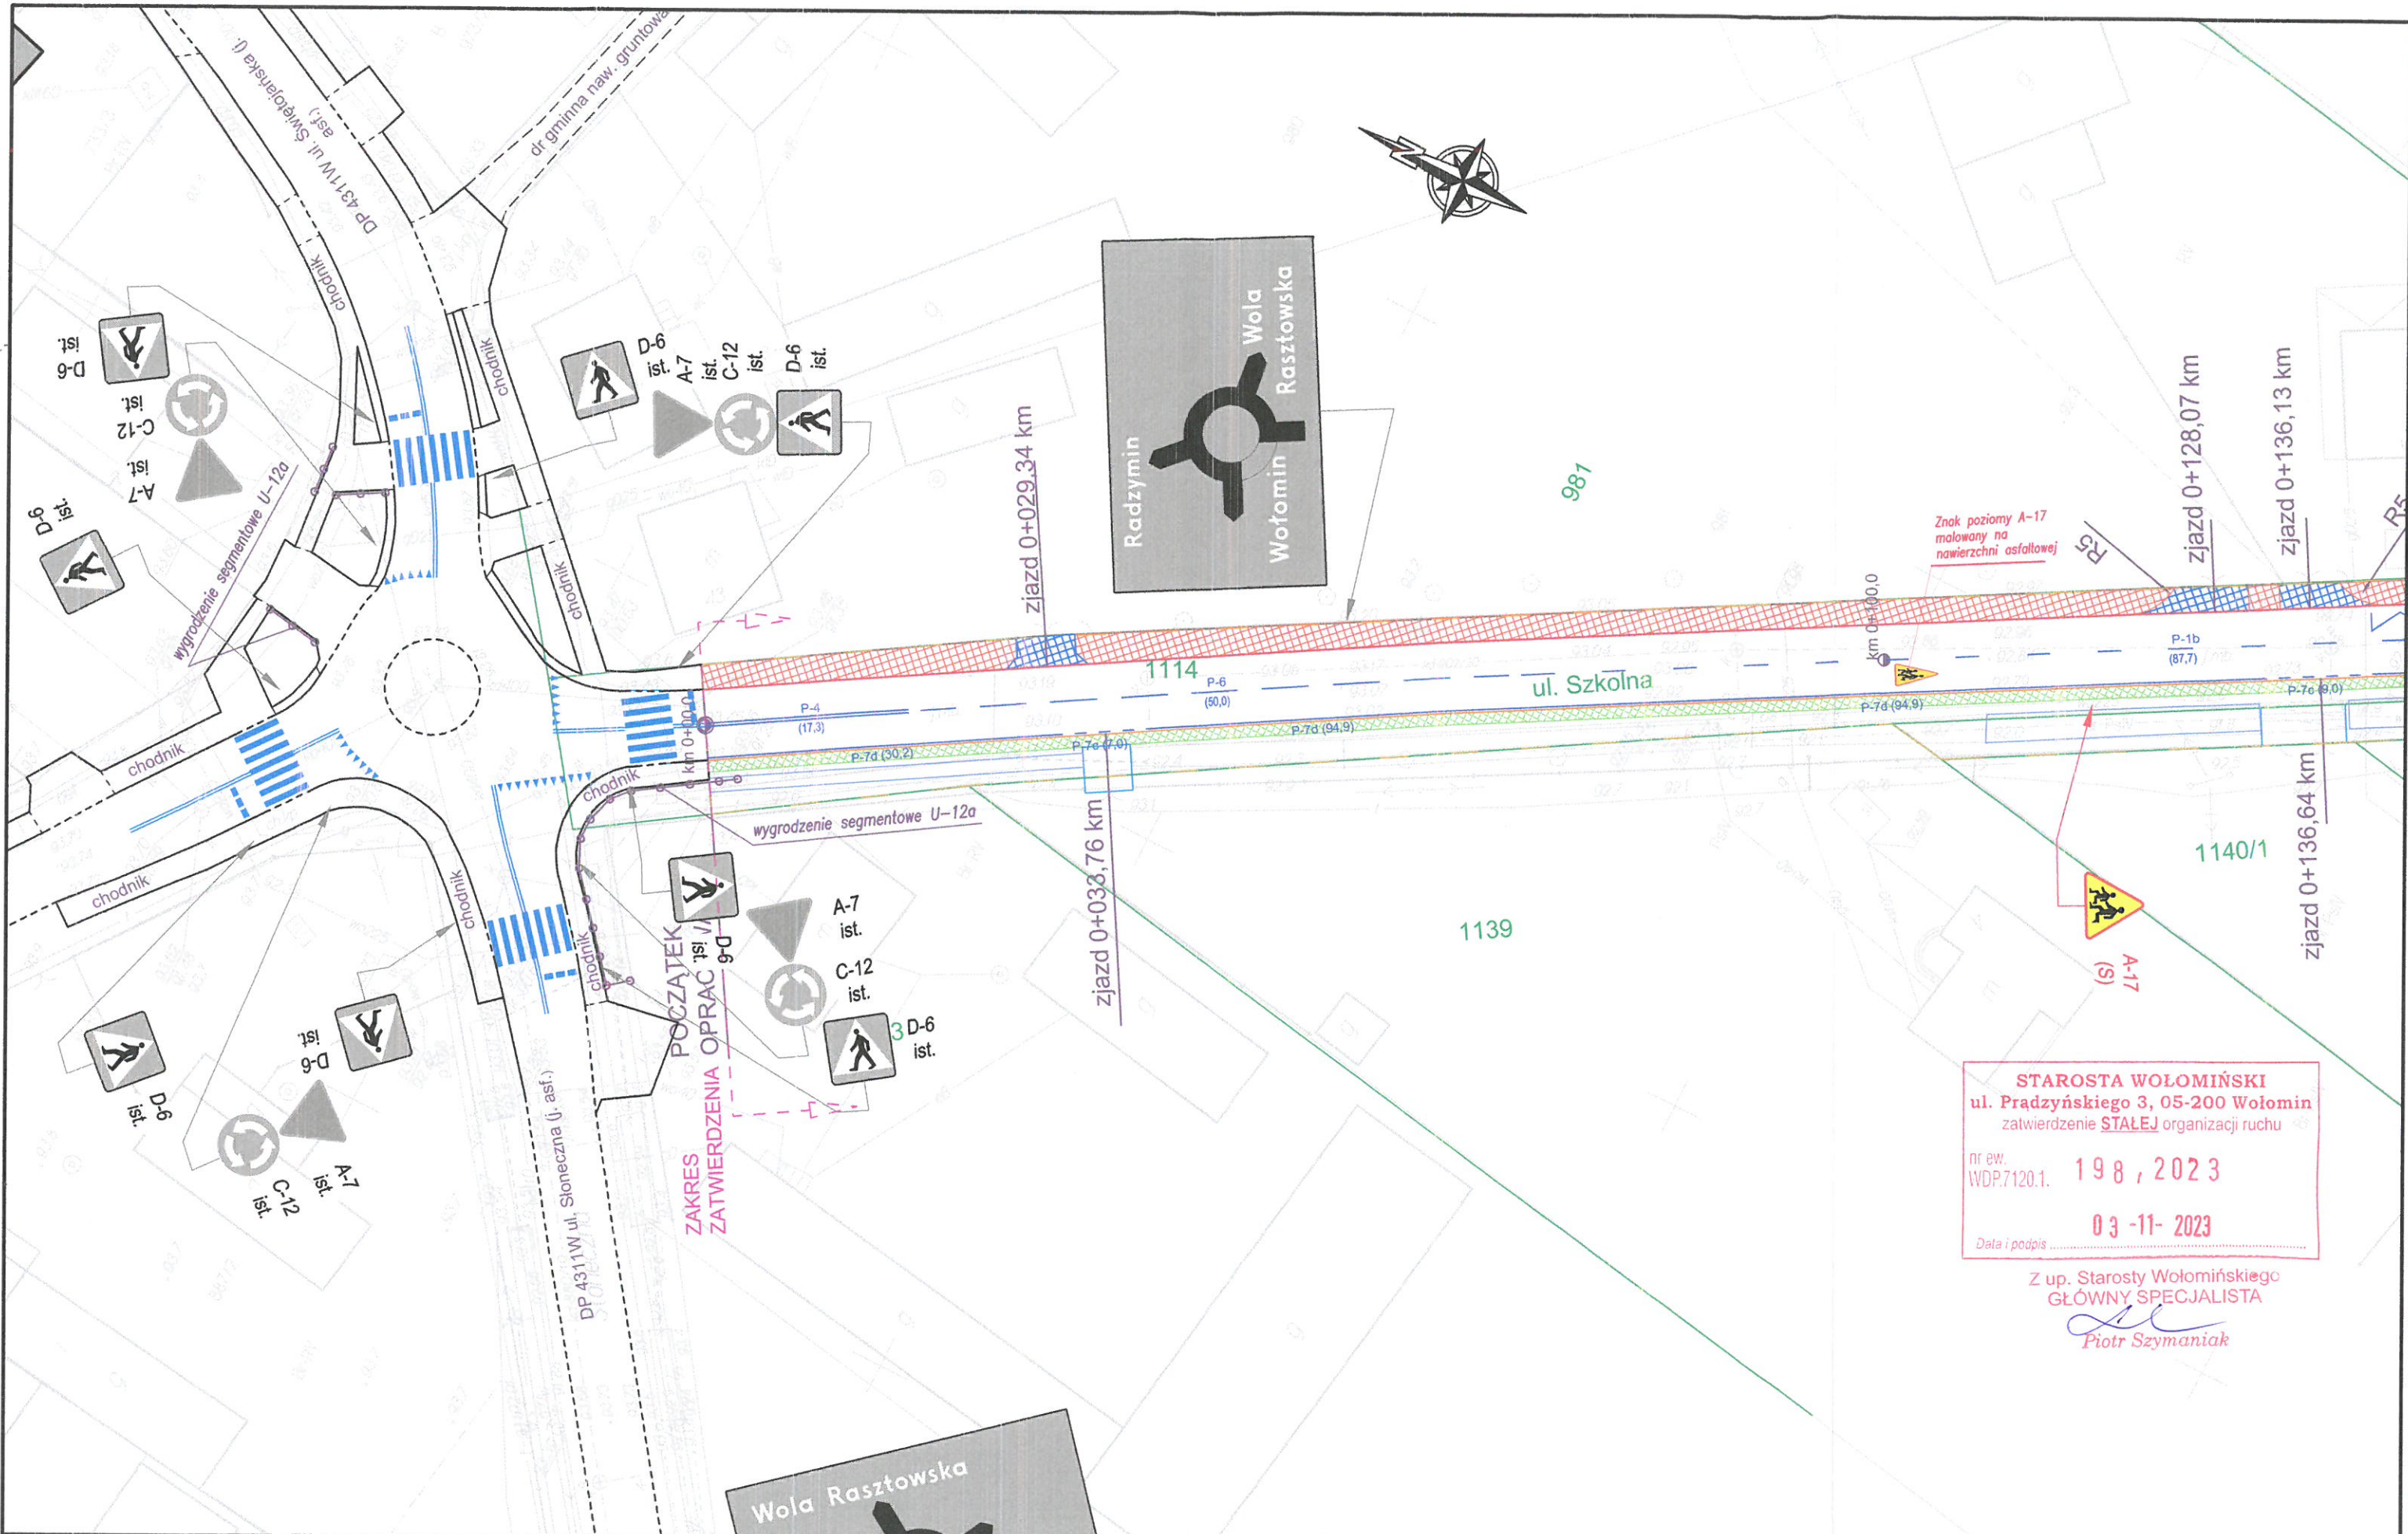 DP 4311W ul. Świętojańska (j.
asf.)
dr gminna naw. gruntowa
chodnik
chodnik
chodnik
chodnik
D-6
ist.
C-12
ist.
A-7
ist.
D-6
ist.
wygrodzenie segmentowe U-12a
D-6
ist.
A-7
ist.
C-12
ist.
D-6
ist.
N
Radzymin
Wola
Rasztowska
Wołomin
zjazd 0+029,34 km
981
Znak poziomy A-17
malowany na
nawierzchni asfaltowej
R5
zjazd 0+128,07 km
zjazd 0+136,13 km
R5
km 0+100,0
1114
P-6
(50,0)
ul. Szkolna
P-1b
(87,7)
P-4
(17,3)
km 0+00,0
P-7d (30,2)
P-7c (7,0)
P-7d (94,9)
P-7d (94,9)
P-7c (9,0)
chodnik
chodnik
chodnik
chodnik
chodnik
wygrodzenie segmentowe U-12a
zjazd 0+033,76 km
1139
1140/1
zjazd 0+136,64 km
A-17
(S)
POCZĄTEK
OPRAC
D-6
ist.
A-7
ist.
C-12
ist.
3
D-6
ist.
ZAKRES
ZATWIERDZENIA
D-6
ist.
D-6
ist.
A-7
ist.
C-12
ist.
DP 4311W ul. Słoneczna (j. asf.)
Wola Rasztowska
STAROSTA WOŁOMIŃSKI
ul. Prądzyńskiego 3, 05-200 Wołomin
zatwierdzenie STAŁEJ organizacji ruchu
nr ew.
WDP.7120.1. 198, 2023
03 -11- 2023
Data i podpis
Z up. Starosty Wołomińskiego
GŁÓWNY SPECJALISTA
Piotr Szymaniak